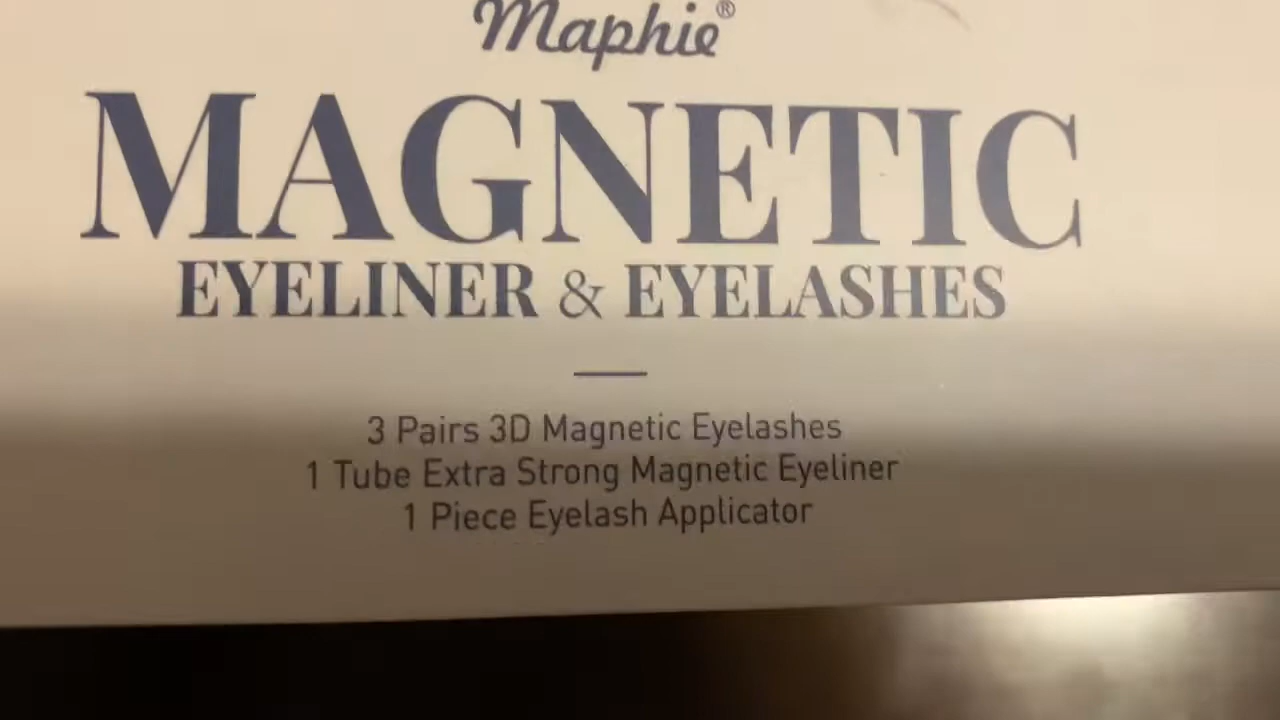 Maphie®
MAGNETIC
EYELINER & EYELASHES
3 Pairs 3D Magnetic Eyelashes
1 Tube Extra Strong Magnetic Eyeliner
1 Piece Eyelash Applicator